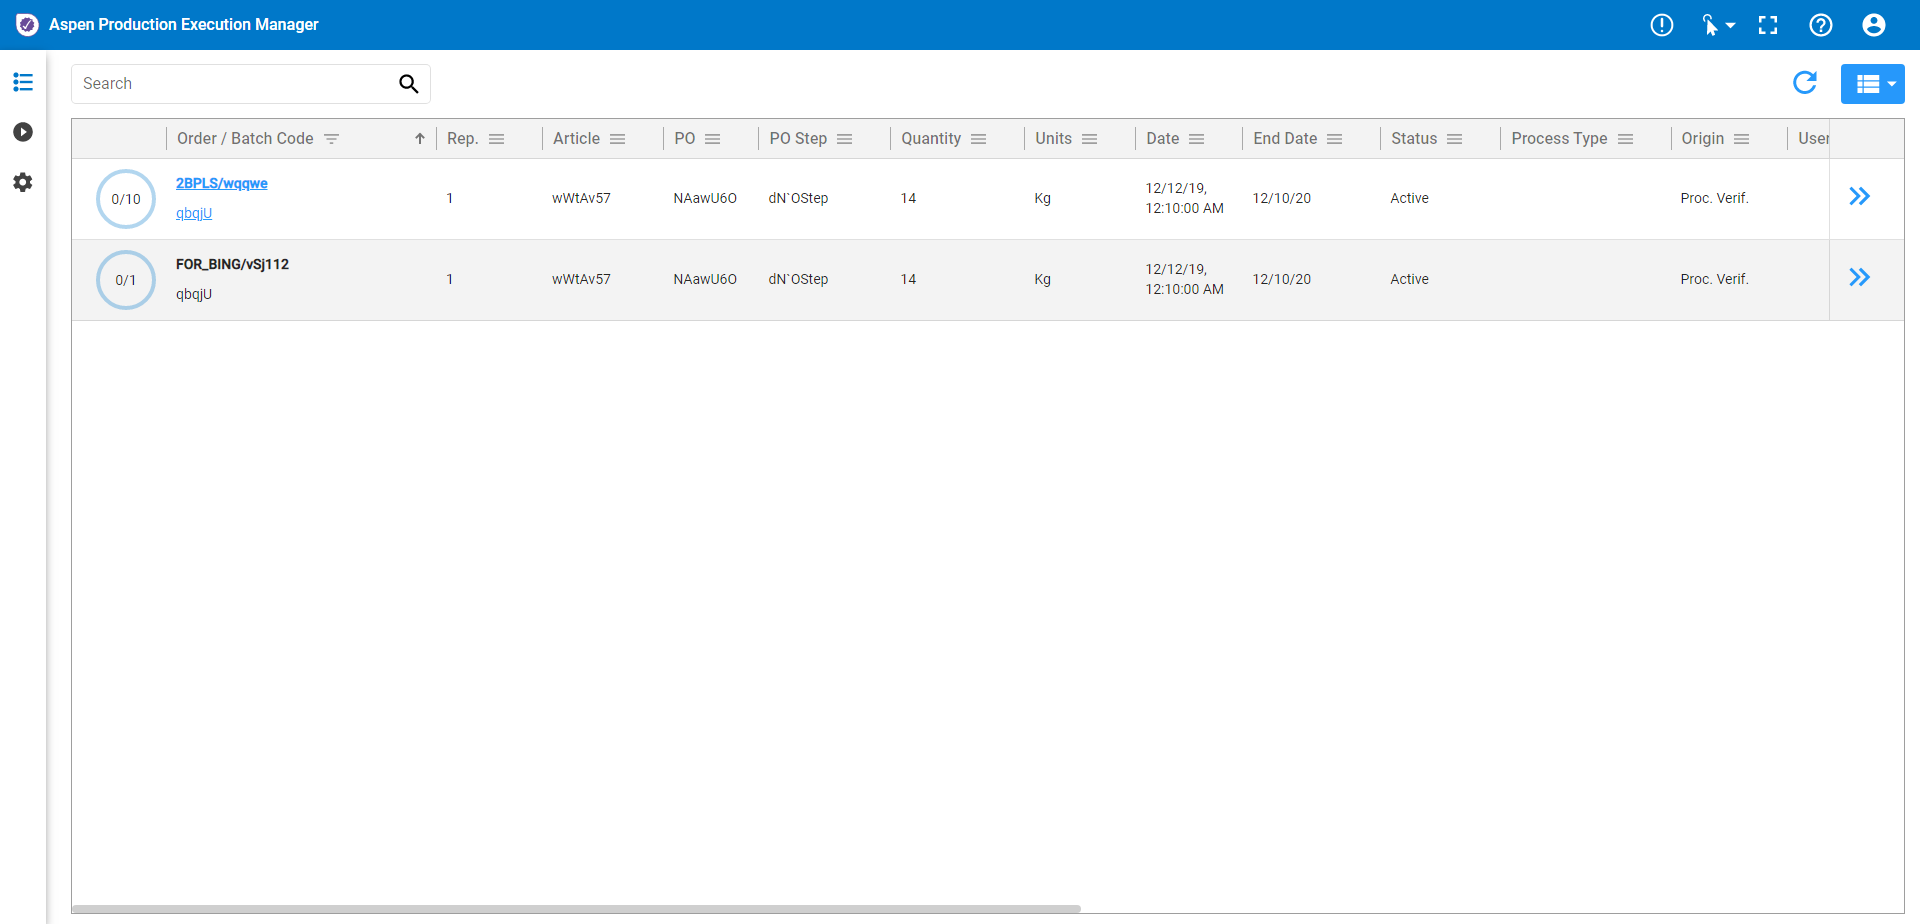 Aspen Production Execution Manager
Search
Order / Batch Code Rep. Article PO PO Step Quantity Units Date End Date Status Process Type Origin User
0/10 2BPLS/wqqwe qbqjU 1 wWtAv57 NAawU6O dN`OStep 14 Kg 12/12/19, 12:10:00 AM 12/10/20 Active Proc. Verif.
0/1 FOR_BING/vSj112 qbqjU 1 wWtAv57 NAawU6O dN`OStep 14 Kg 12/12/19, 12:10:00 AM 12/10/20 Active Proc. Verif.